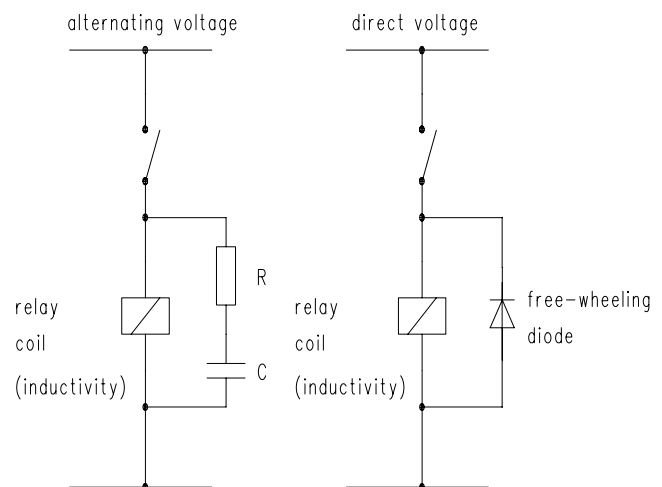 alternating voltage
direct voltage
R
relay
coil
(inductivity)
C
relay
coil
(inductivity)
free-wheeling
diode